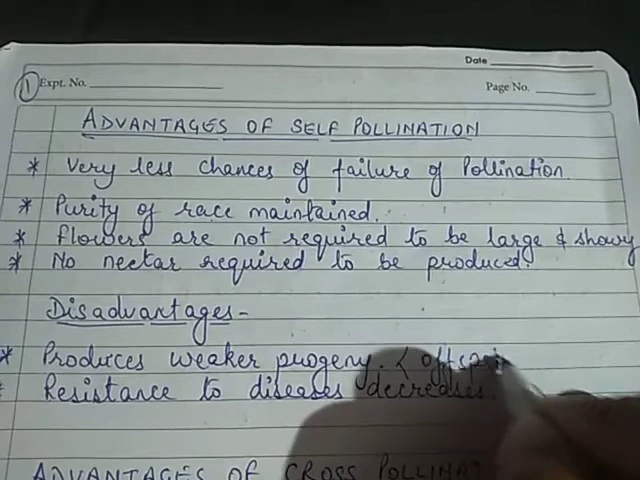 Date
① Expt. No.
Page No.
ADVANTAGES OF SELF POLLINATION
* Very less chances of failure of Pollination
* Purity of race maintained.
* flowers are not required to be large & showy
* No nectar required to be produced.
Disadvantages -
* Produces weaker progeny. <
* Resistance to diseases decreases.
ADVANTAGES OF CROSS